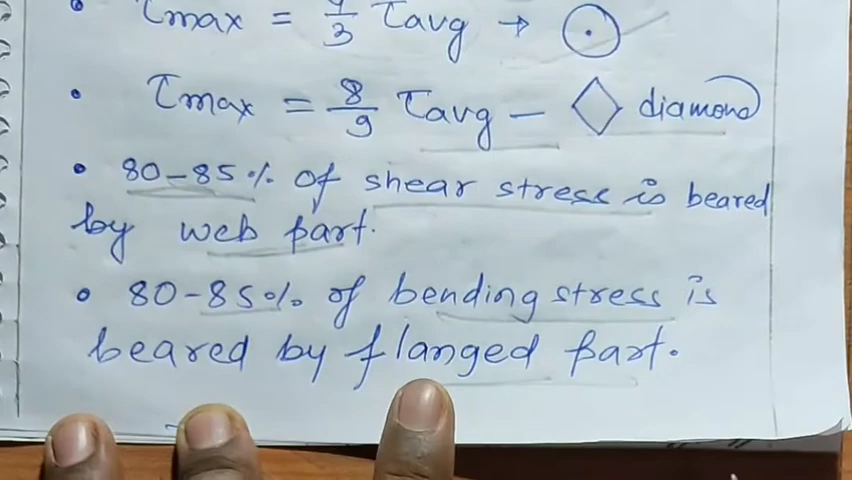 • τmax = 4/3 τavg →
• τmax = 8/9 τavg – diamond
• 80-85% of shear stress is beared
by web part.
• 80-85% of bending stress is
beared by flanged part.